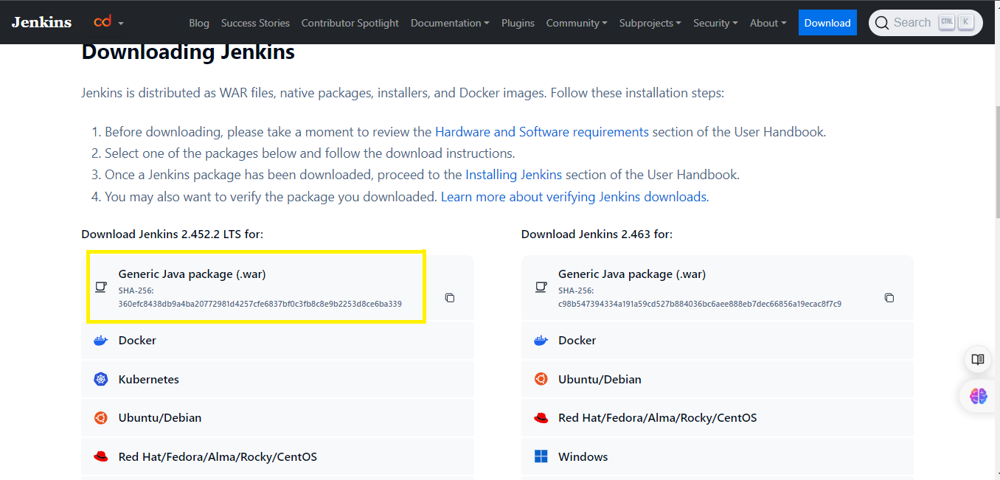 Jenkins
cd
Blog Success Stories Contributor Spotlight Documentation Plugins Community Subprojects Security About Download Search CTRL K
Downloading Jenkins
Jenkins is distributed as WAR files, native packages, installers, and Docker images. Follow these installation steps:
1. Before downloading, please take a moment to review the Hardware and Software requirements section of the User Handbook.
2. Select one of the packages below and follow the download instructions.
3. Once a Jenkins package has been downloaded, proceed to the Installing Jenkins section of the User Handbook.
4. You may also want to verify the package you downloaded. Learn more about verifying Jenkins downloads.
Download Jenkins 2.452.2 LTS for:
Generic Java package (.war)
SHA-256:
360efc8438db9a4ba20772981d4257cfe6837bf0c3fb8c8e9b2253d8ce6ba339
Docker
Kubernetes
Ubuntu/Debian
Red Hat/Fedora/Alma/Rocky/CentOS
Download Jenkins 2.463 for:
Generic Java package (.war)
SHA-256:
c98b547394334a191a59cd527b884036bc6aee888eb7dec66856a19ecac8f7c9
Docker
Ubuntu/Debian
Red Hat/Fedora/Alma/Rocky/CentOS
Windows